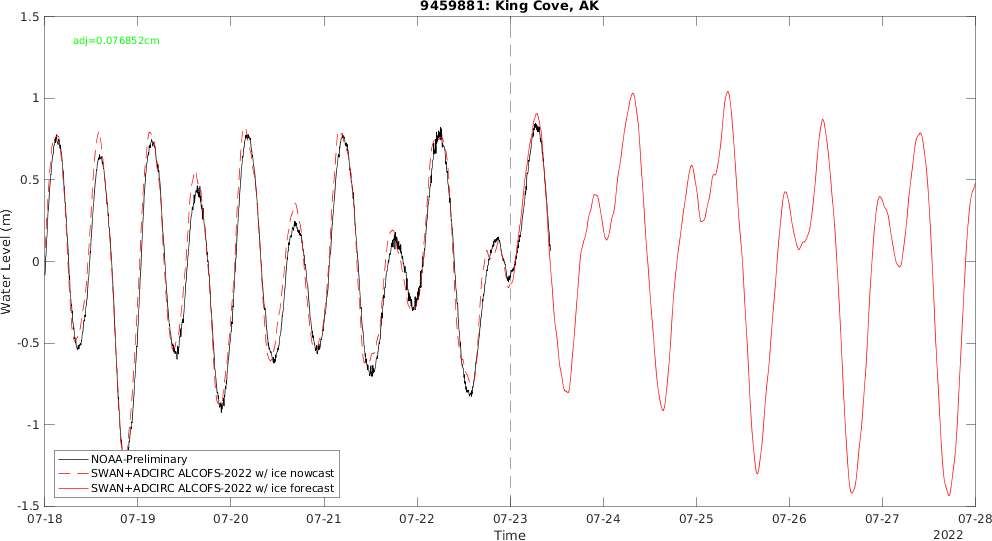 9459881: King Cove, AK
adj=0.076852cm
1.5
1
0.5
0
-0.5
-1
-1.5
Water Level (m)
NOAA-Preliminary
SWAN+ADCIRC ALCOFS-2022 w/ ice nowcast
SWAN+ADCIRC ALCOFS-2022 w/ ice forecast
07-18 07-19 07-20 07-21 07-22 07-23 07-24 07-25 07-26 07-27 07-28
Time
2022